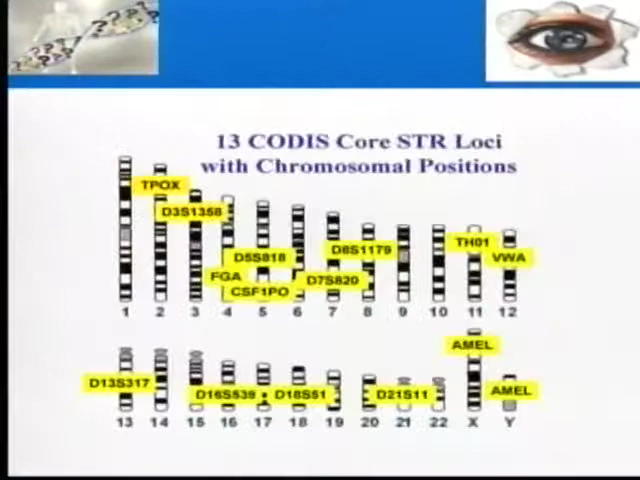 13 CODIS Core STR Loci
with Chromosomal Positions
TPOX
D3S1358
TH01
D8S1179
D5S818
VWA
FGA
D7S820
CSF1PO
1 2 3 4 5 6 7 8 9 10 11 12
AMEL
D13S317
AMEL
D16S539
D18S51
D21S11
13 14 15 16 17 18 19 20 21 22 X Y